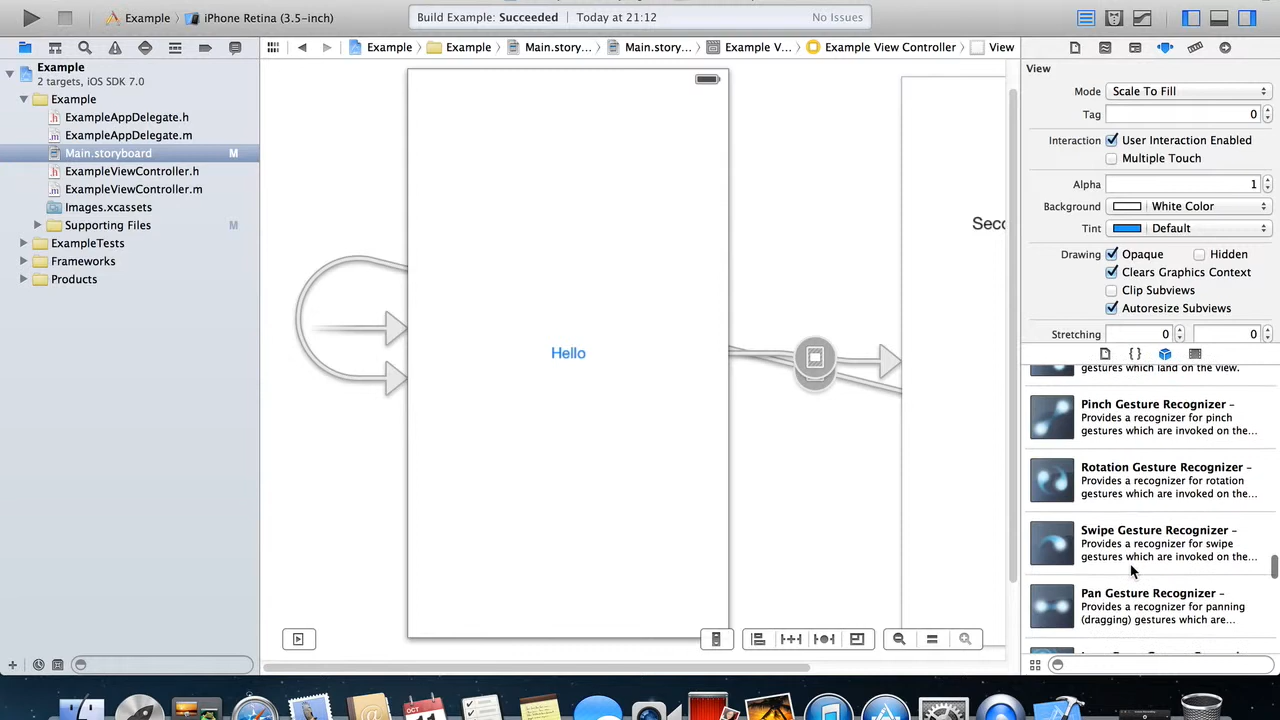 Example
iPhone Retina (3.5-inch)
Build Example: Succeeded
Today at 21:12
No Issues
Example
Example
Main.story...
Main.story...
Example V...
Example View Controller
View
Example
2 targets, iOS SDK 7.0
Example
ExampleAppDelegate.h
ExampleAppDelegate.m
Main.storyboard
M
ExampleViewController.h
ExampleViewController.m
Images.xcassets
Supporting Files
M
ExampleTests
Frameworks
Products
Hello
Seco
View
Mode
Scale To Fill
Tag
0
Interaction
User Interaction Enabled
Multiple Touch
Alpha
1
Background
White Color
Tint
Default
Drawing
Opaque
Hidden
Clears Graphics Context
Clip Subviews
Autoresize Subviews
Stretching
0
0
gestures which land on the view.
Pinch Gesture Recognizer –
Provides a recognizer for pinch
gestures which are invoked on the...
Rotation Gesture Recognizer –
Provides a recognizer for rotation
gestures which are invoked on the...
Swipe Gesture Recognizer –
Provides a recognizer for swipe
gestures which are invoked on the...
Pan Gesture Recognizer –
Provides a recognizer for panning
(dragging) gestures which are...
OCT